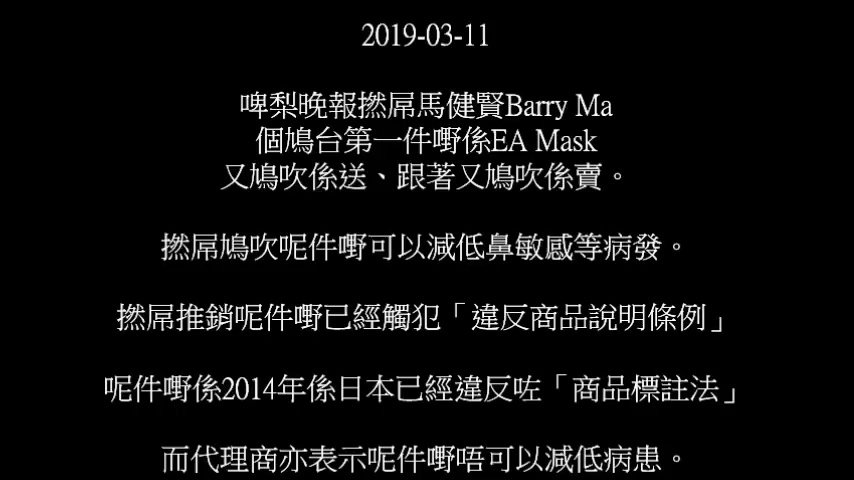 2019-03-11
啤梨晚報撚屌馬健賢Barry Ma
個鳩台第一件嘢係EA Mask
又鳩吹係送、跟著又鳩吹係賣。
撚屌鳩吹呢件嘢可以減低鼻敏感等病發。
撚屌推銷呢件嘢已經觸犯「違反商品說明條例」
呢件嘢係2014年係日本已經違反咗「商品標註法」
而代理商亦表示呢件嘢唔可以減低病患。